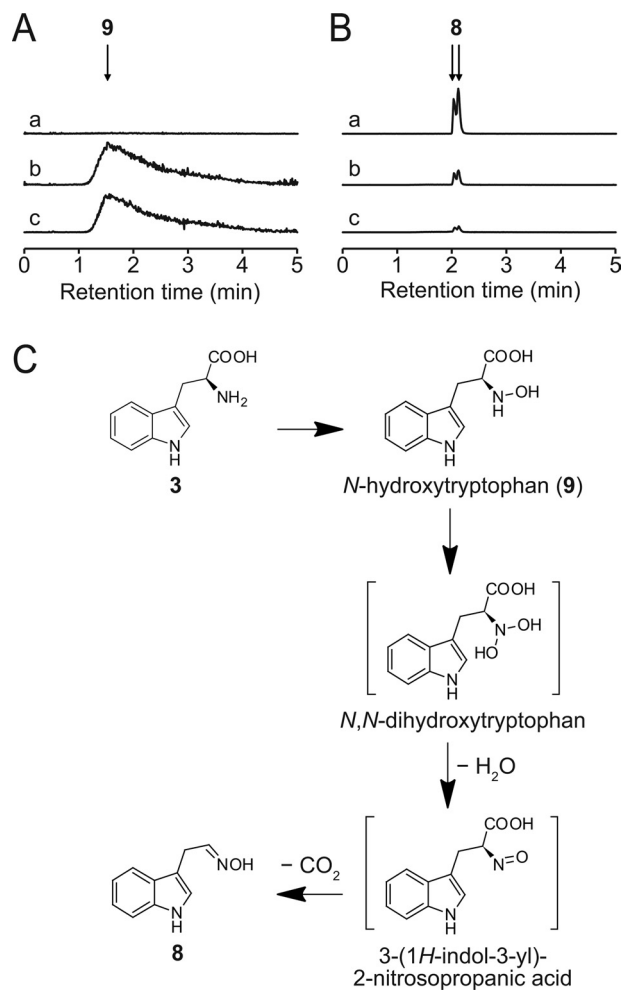 A
9
a
b
c
0 1 2 3 4 5
Retention time (min)
B
8
a
b
c
0 1 2 3 4 5
Retention time (min)
C
COOH
NH2
N
H
3
COOH
N
H
OH
N
H
N-hydroxytryptophan (9)
COOH
N
OH
HO
N
H
N,N-dihydroxytryptophan
− H2O
COOH
N
O
N
H
3-(1H-indol-3-yl)-
2-nitrosopropanic acid
− CO2
NOH
N
H
8